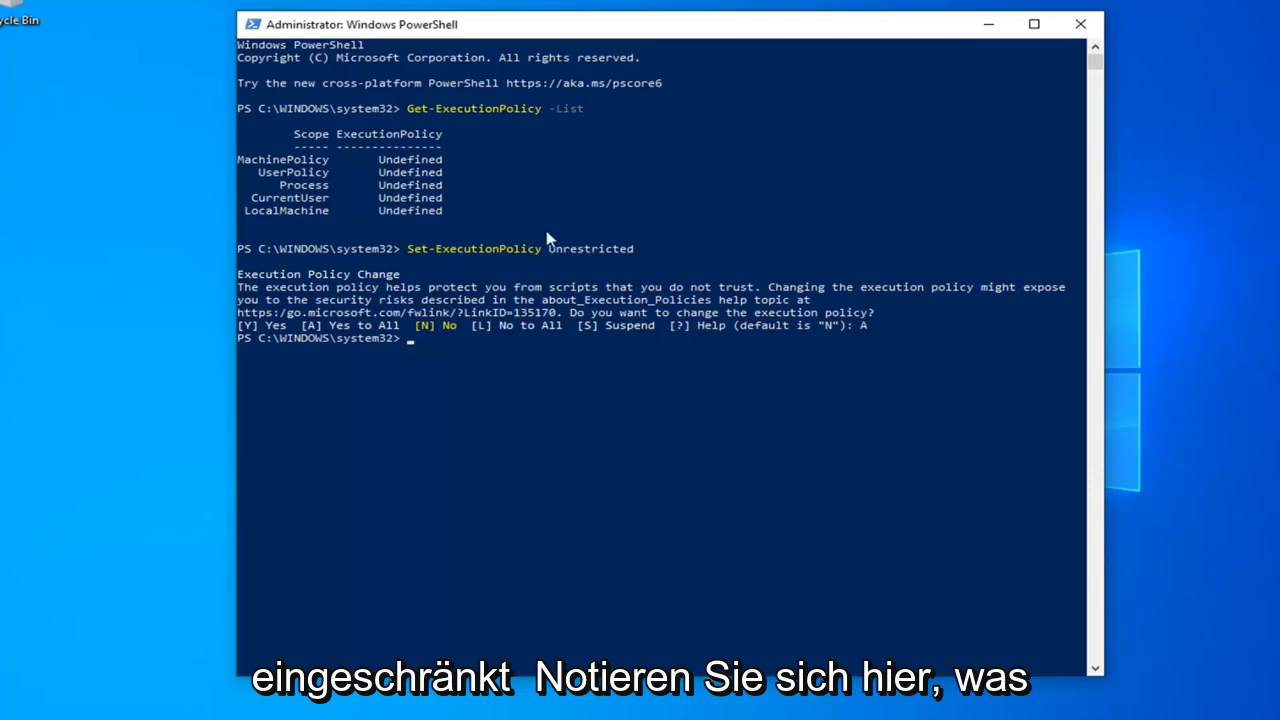 ycle Bin
Administrator: Windows PowerShell
Windows PowerShell
Copyright (C) Microsoft Corporation. All rights reserved.
Try the new cross-platform PowerShell https://aka.ms/pscore6
PS C:\WINDOWS\system32> Get-ExecutionPolicy -List
Scope ExecutionPolicy
----- ---------------
MachinePolicy Undefined
UserPolicy Undefined
Process Undefined
CurrentUser Undefined
LocalMachine Undefined
PS C:\WINDOWS\system32> Set-ExecutionPolicy Unrestricted
Execution Policy Change
The execution policy helps protect you from scripts that you do not trust. Changing the execution policy might expose
you to the security risks described in the about_Execution_Policies help topic at
https:/go.microsoft.com/fwlink/?LinkID=135170. Do you want to change the execution policy?
[Y] Yes [A] Yes to All [N] No [L] No to All [S] Suspend [?] Help (default is "N"): A
PS C:\WINDOWS\system32> _
eingeschränkt Notieren Sie sich hier, was